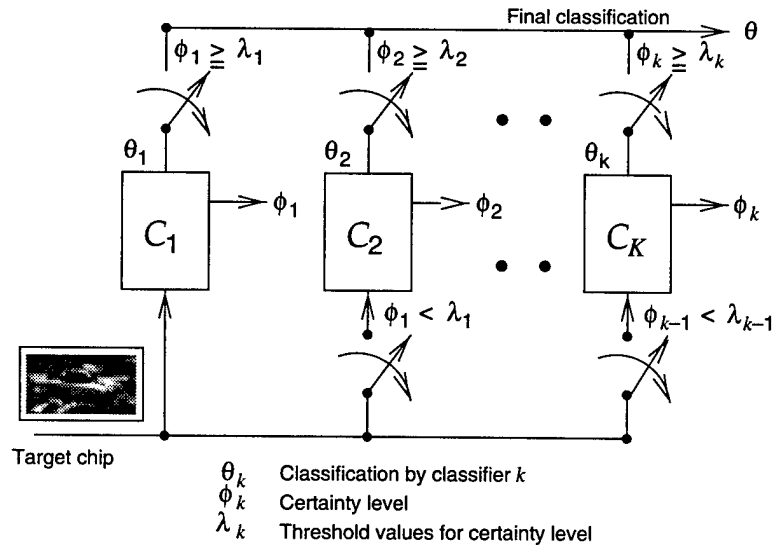 Final classification θ
ϕ1 ≧ λ1 ϕ2 ≧ λ2 ϕk ≧ λk
θ1 θ2 θk
C1 ϕ1 C2 ϕ2 CK ϕk
ϕ1 < λ1 ϕk−1 < λk−1
Target chip
θk Classification by classifier k
ϕk Certainty level
λk Threshold values for certainty level